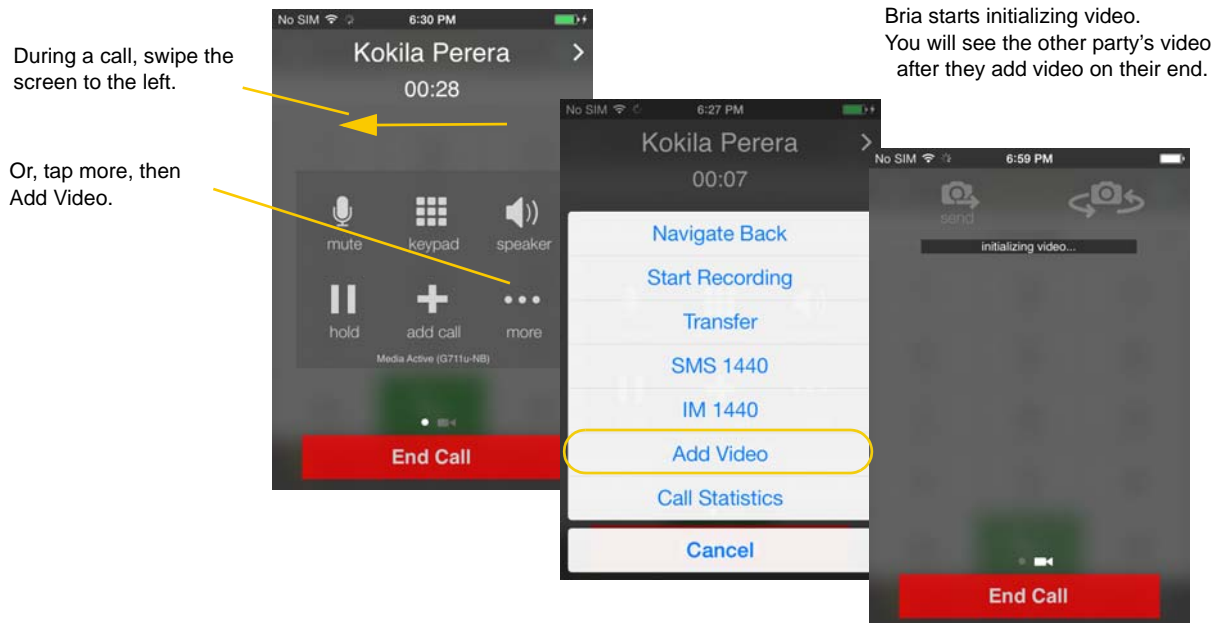 During a call, swipe the
screen to the left.
Or, tap more, then
Add Video.
No SIM 6:30 PM
Kokila Perera
00:28
mute keypad speaker
hold add call more
Media Active (G711u-NB)
End Call
No SIM 6:27 PM
Kokila Perera
00:07
Navigate Back
Start Recording
Transfer
SMS 1440
IM 1440
Add Video
Call Statistics
Cancel
Bria starts initializing video.
You will see the other party's video
after they add video on their end.
No SIM 6:59 PM
send
initializing video...
End Call